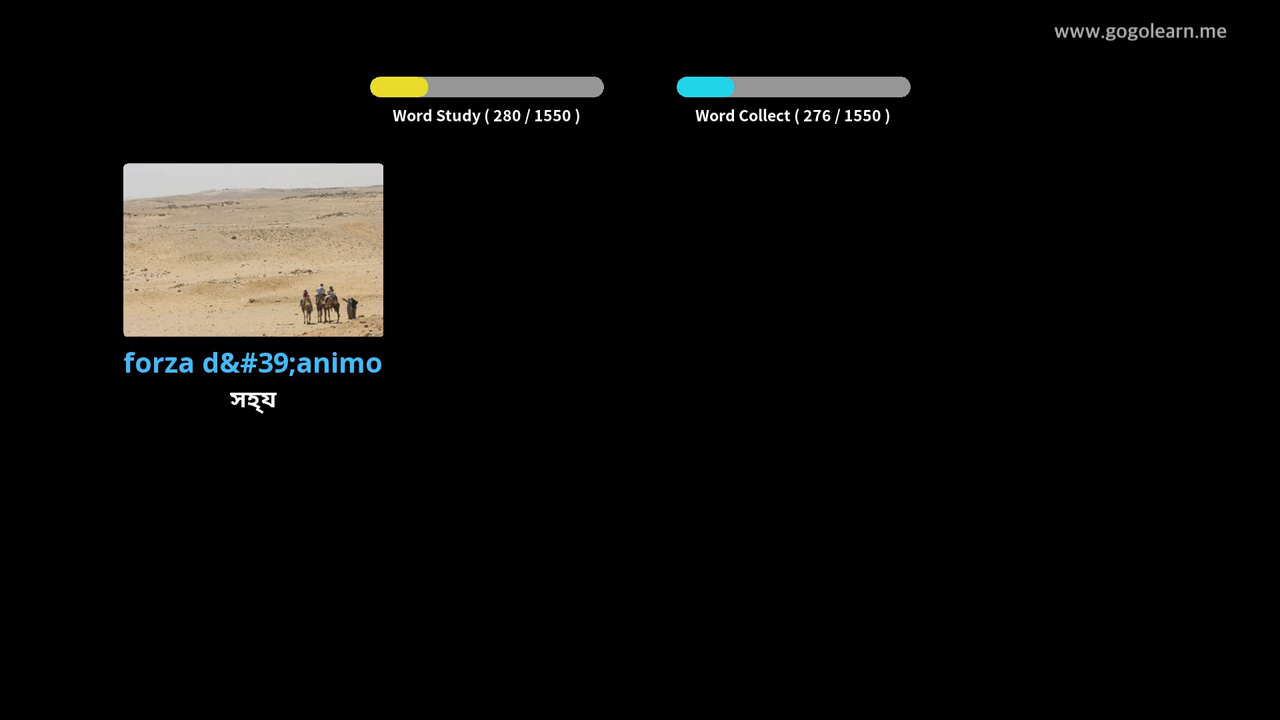 www.gogolearn.me
Word Study ( 280 / 1550 )
Word Collect ( 276 / 1550 )
forza d&#39;animo
সহ্য